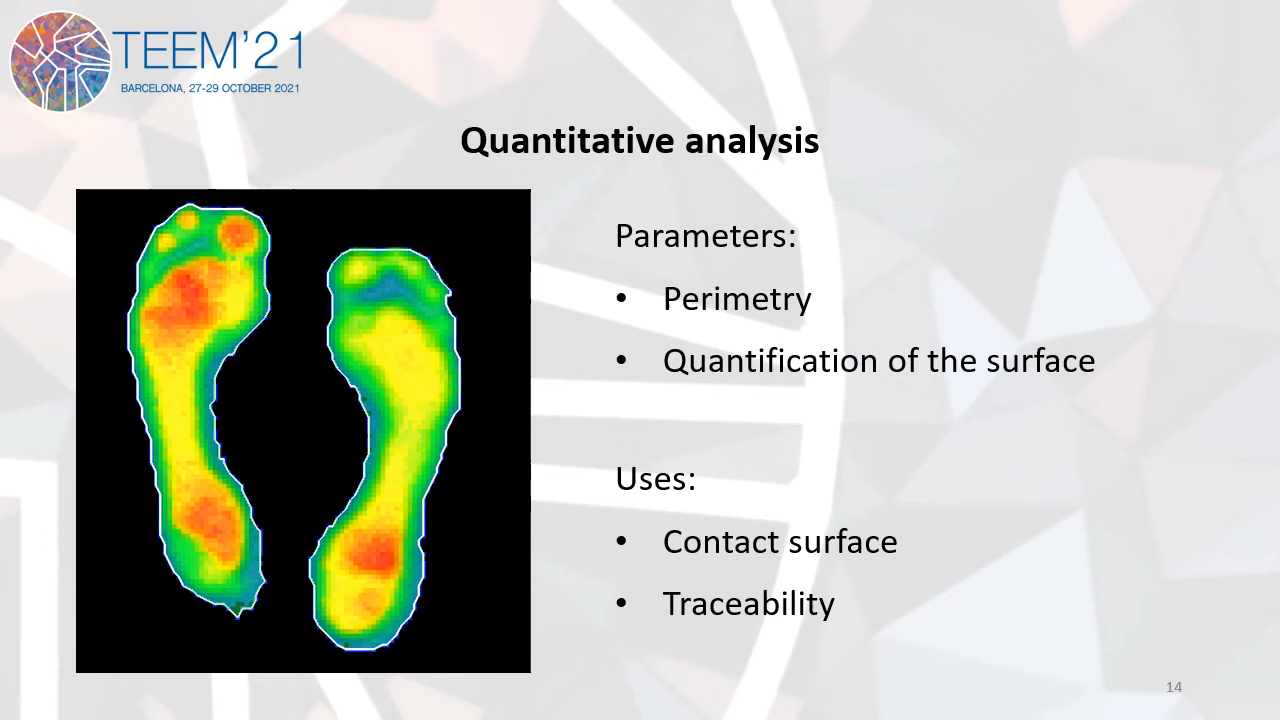 TEEM'21
BARCELONA, 27-29 OCTOBER 2021
Quantitative analysis
Parameters:
• Perimetry
• Quantification of the surface
Uses:
• Contact surface
• Traceability
14